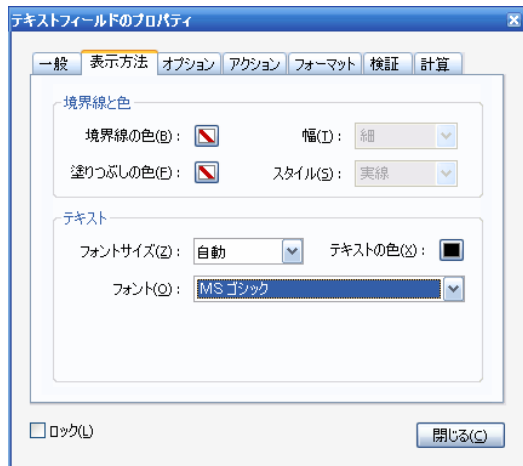 テキストフィールドのプロパティ
一般 表示方法 オプション アクション フォーマット 検証 計算
境界線と色
境界線の色(B): 幅(T): 細
塗りつぶしの色(F): スタイル(S): 実線
テキスト
フォントサイズ(Z): 自動 テキストの色(X):
フォント(O): MS ゴシック
ロック(L) 閉じる(C)